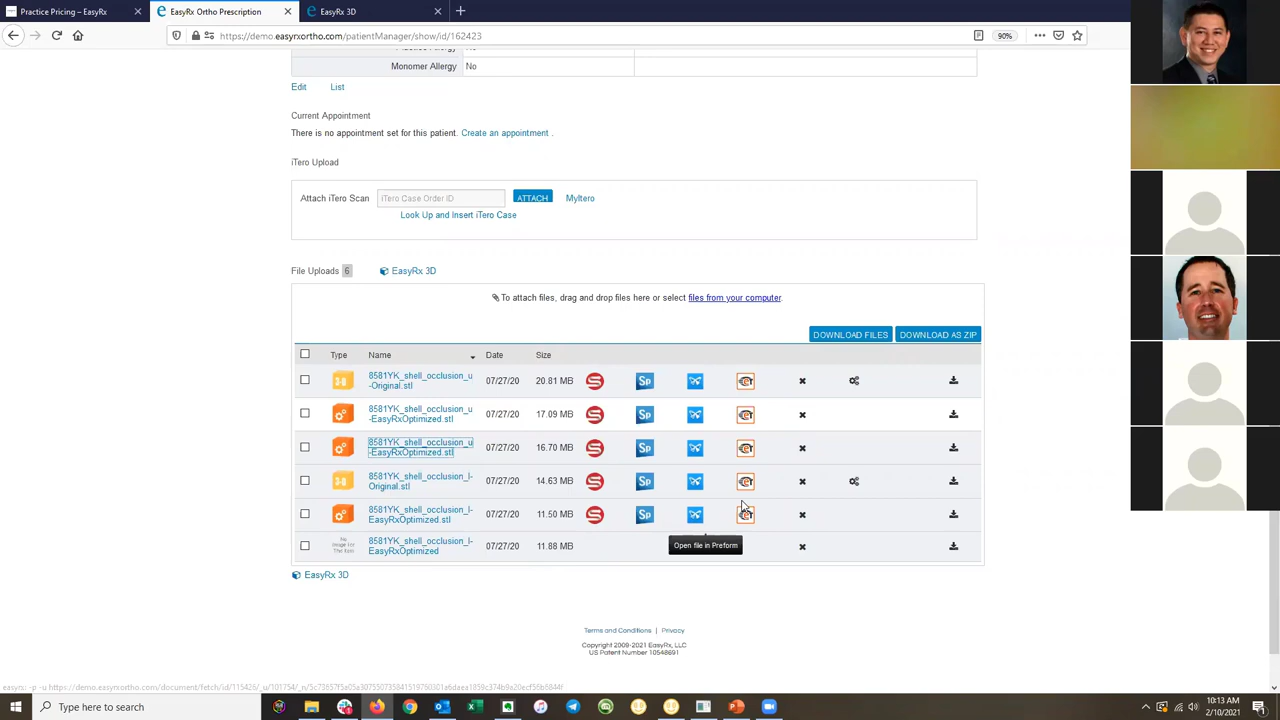 Practice Pricing – EasyRx
EasyRx Ortho Prescription
EasyRx 3D
https://demo.easyrxortho.com/patientManager/show/id/162423
90%
Monomer Allergy No
Edit List
Current Appointment
There is no appointment set for this patient. Create an appointment .
iTero Upload
Attach iTero Scan iTero Case Order ID ATTACH MyItero
Look Up and Insert iTero Case
File Uploads 6 EasyRx 3D
To attach files, drag and drop files here or select files from your computer.
DOWNLOAD FILES DOWNLOAD AS ZIP
Type Name Date Size
8581YK_shell_occlusion_u
-Original.stl
07/27/20 20.81 MB
8581YK_shell_occlusion_u
-EasyRxOptimized.stl
07/27/20 17.09 MB
8581YK_shell_occlusion_u
-EasyRxOptimized.stl
07/27/20 16.70 MB
8581YK_shell_occlusion_l-
Original.stl
07/27/20 14.63 MB
8581YK_shell_occlusion_l-
EasyRxOptimized.stl
07/27/20 11.50 MB
No
Image For
The Item
8581YK_shell_occlusion_l-
EasyRxOptimized
07/27/20 11.88 MB
Open file in Preform
EasyRx 3D
Terms and Conditions | Privacy
Copyright 2009-2021 EasyRx, LLC
US Patent Number 10548691
Type here to search
10:13 AM
2/10/2021